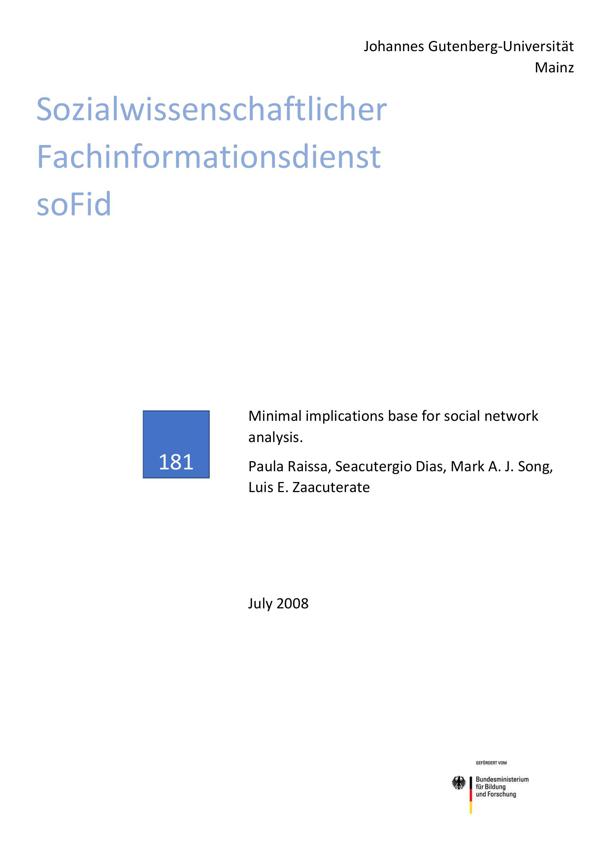 Johannes Gutenberg-Universität
Mainz
Sozialwissenschaftlicher
Fachinformationsdienst
soFid
181
Minimal implications base for social network
analysis.
Paula Raissa, Seacutergio Dias, Mark A. J. Song,
Luis E. Zaacuterate
July 2008
GEFÖRDERT VOM
Bundesministerium
für Bildung
und Forschung